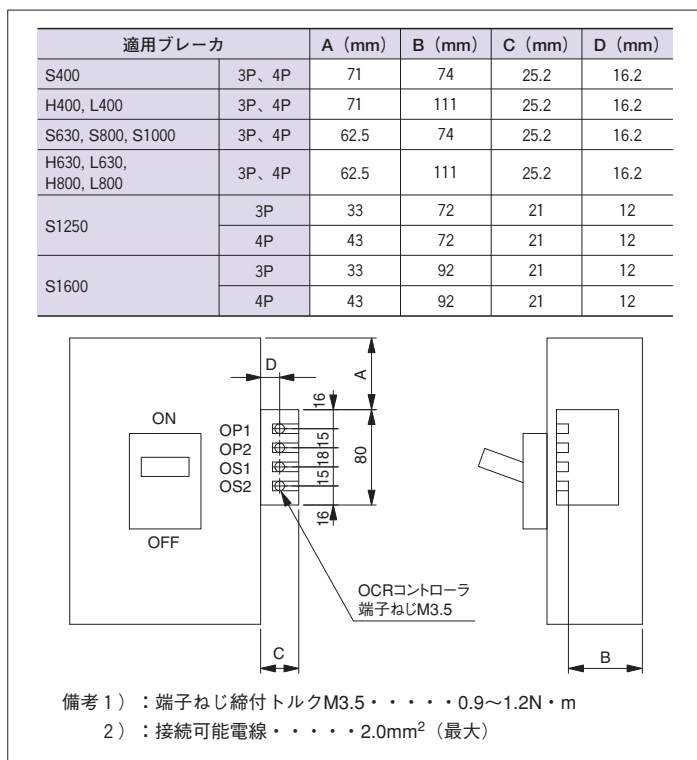 適用ブレーカ A（mm） B（mm） C（mm） D（mm）
S400 3P、4P 71 74 25.2 16.2
H400, L400 3P、4P 71 111 25.2 16.2
S630, S800, S1000 3P、4P 62.5 74 25.2 16.2
H630, L630,
H800, L800 3P、4P 62.5 111 25.2 16.2
S1250 3P 33 72 21 12
4P 43 72 21 12
S1600 3P 33 92 21 12
4P 43 92 21 12
D
A
16
ON
OP1
15
OP2
18
80
OS1
15
OS2
16
OFF
OCRコントローラ
端子ねじM3.5
C
B
備考1）：端子ねじ締付トルクM3.5・・・・・0.9〜1.2N・m
2）：接続可能電線・・・・・2.0mm²（最大）